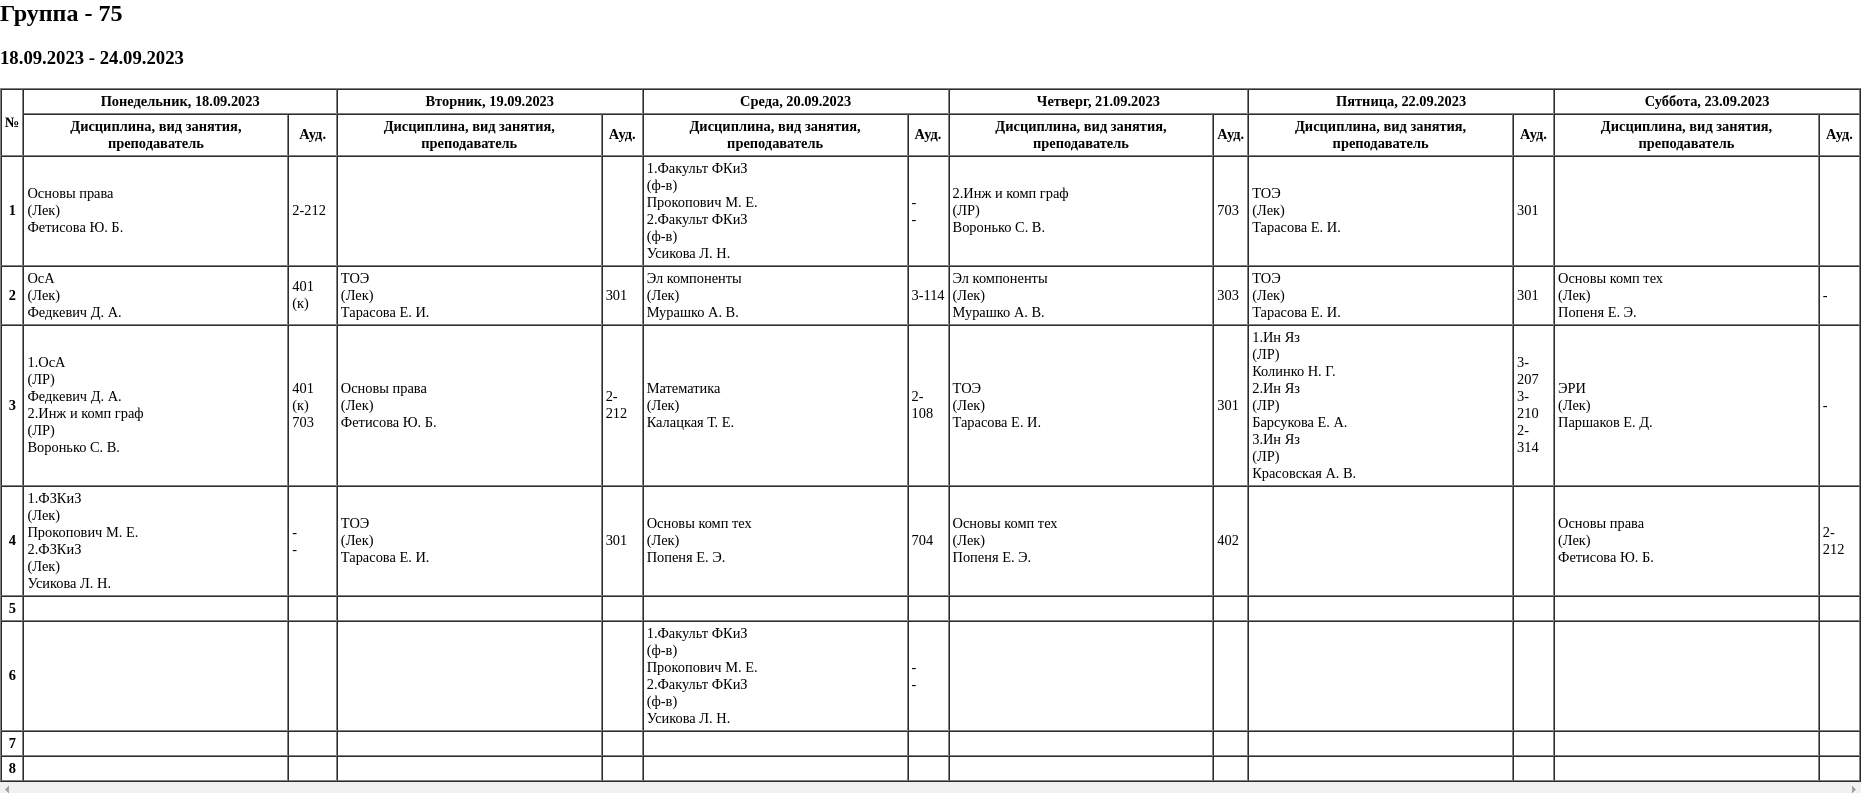 Группа - 75
18.09.2023 - 24.09.2023
№
Понедельник, 18.09.2023
Вторник, 19.09.2023
Среда, 20.09.2023
Четверг, 21.09.2023
Пятница, 22.09.2023
Суббота, 23.09.2023
Дисциплина, вид занятия,
преподаватель
Ауд.
Дисциплина, вид занятия,
преподаватель
Ауд.
Дисциплина, вид занятия,
преподаватель
Ауд.
Дисциплина, вид занятия,
преподаватель
Ауд.
Дисциплина, вид занятия,
преподаватель
Ауд.
Дисциплина, вид занятия,
преподаватель
Ауд.
1
Основы права
(Лек)
Фетисова Ю. Б.
2-212
1.Факульт ФКиЗ
(ф-в)
Прокопович М. Е.
2.Факульт ФКиЗ
(ф-в)
Усикова Л. Н.
-
-
2.Инж и комп граф
(ЛР)
Воронько С. В.
703
ТОЭ
(Лек)
Тарасова Е. И.
301
2
ОсА
(Лек)
Федкевич Д. А.
401
(к)
ТОЭ
(Лек)
Тарасова Е. И.
301
Эл компоненты
(Лек)
Мурашко А. В.
3-114
Эл компоненты
(Лек)
Мурашко А. В.
303
ТОЭ
(Лек)
Тарасова Е. И.
301
Основы комп тех
(Лек)
Попеня Е. Э.
-
3
1.ОсА
(ЛР)
Федкевич Д. А.
2.Инж и комп граф
(ЛР)
Воронько С. В.
401
(к)
703
Основы права
(Лек)
Фетисова Ю. Б.
2-
212
Математика
(Лек)
Калацкая Т. Е.
2-
108
ТОЭ
(Лек)
Тарасова Е. И.
301
1.Ин Яз
(ЛР)
Колинко Н. Г.
2.Ин Яз
(ЛР)
Барсукова Е. А.
3.Ин Яз
(ЛР)
Красовская А. В.
3-
207
3-
210
2-
314
ЭРИ
(Лек)
Паршаков Е. Д.
-
4
1.ФЗКиЗ
(Лек)
Прокопович М. Е.
2.ФЗКиЗ
(Лек)
Усикова Л. Н.
-
-
ТОЭ
(Лек)
Тарасова Е. И.
301
Основы комп тех
(Лек)
Попеня Е. Э.
704
Основы комп тех
(Лек)
Попеня Е. Э.
402
Основы права
(Лек)
Фетисова Ю. Б.
2-
212
5
6
1.Факульт ФКиЗ
(ф-в)
Прокопович М. Е.
2.Факульт ФКиЗ
(ф-в)
Усикова Л. Н.
-
-
7
8